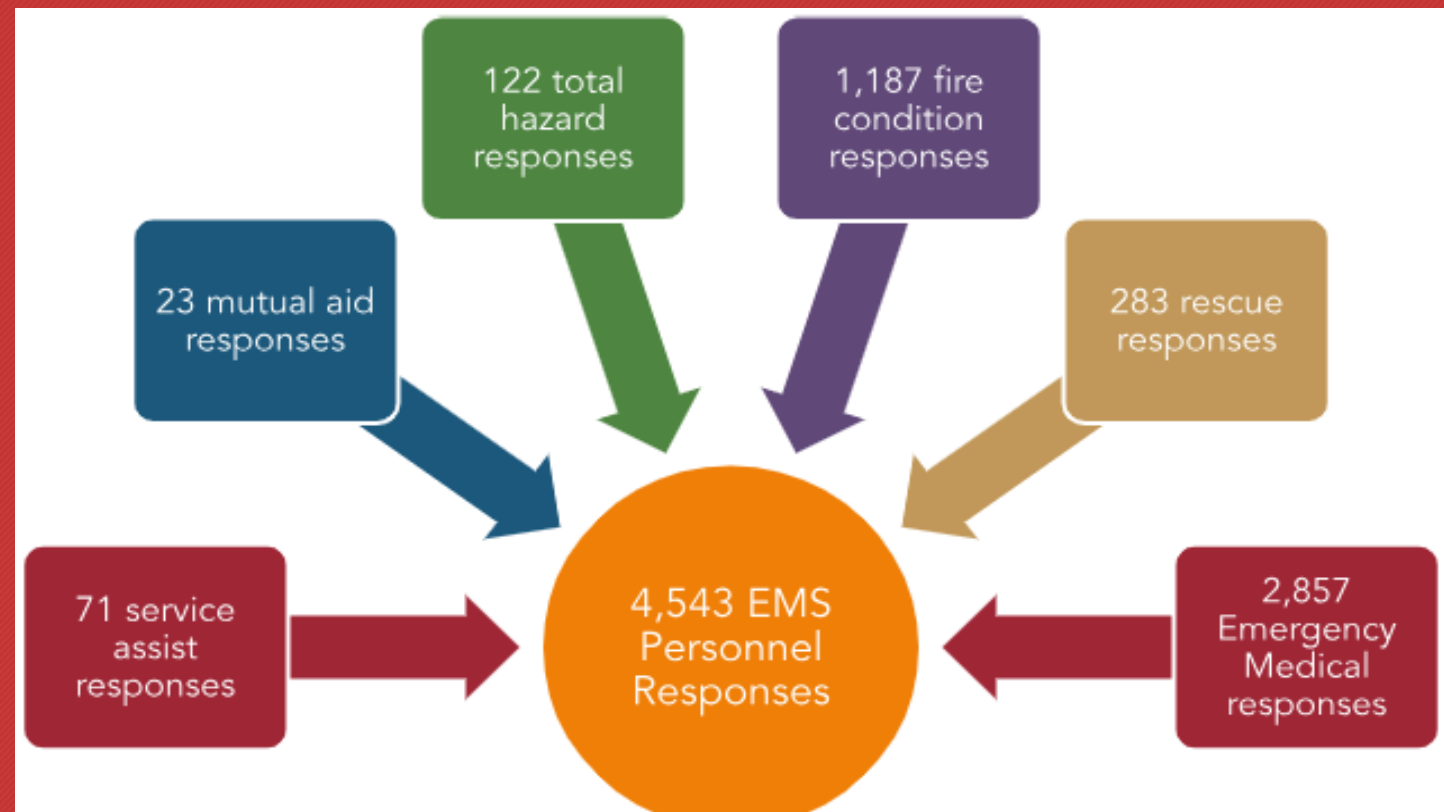 122 total
hazard
responses
1,187 fire
condition
responses
23 mutual aid
responses
283 rescue
responses
71 service
assist
responses
4,543 EMS
Personnel
Responses
2,857
Emergency
Medical
responses